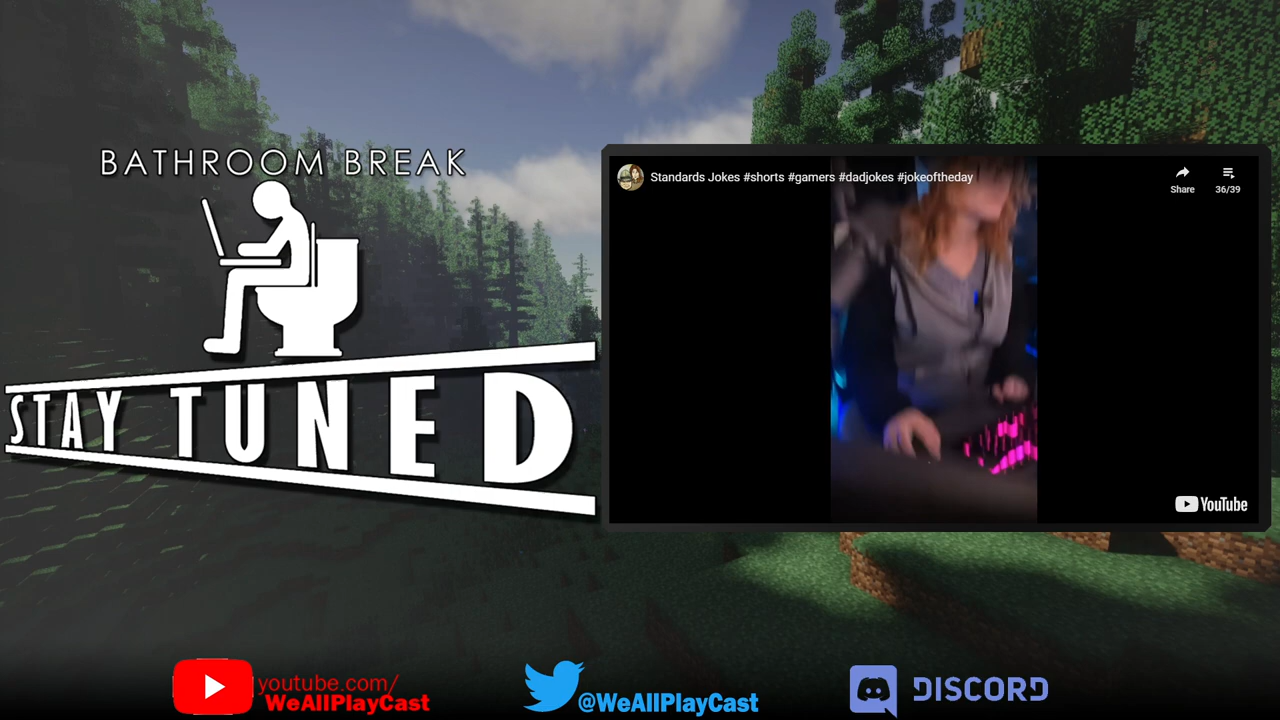 BATHROOM BREAK
STAY TUNED
Standards Jokes #shorts #gamers #dadjokes #jokeoftheday
Share
36/39
YouTube
youtube.com/
WeAllPlayCast
@WeAllPlayCast
DISCORD